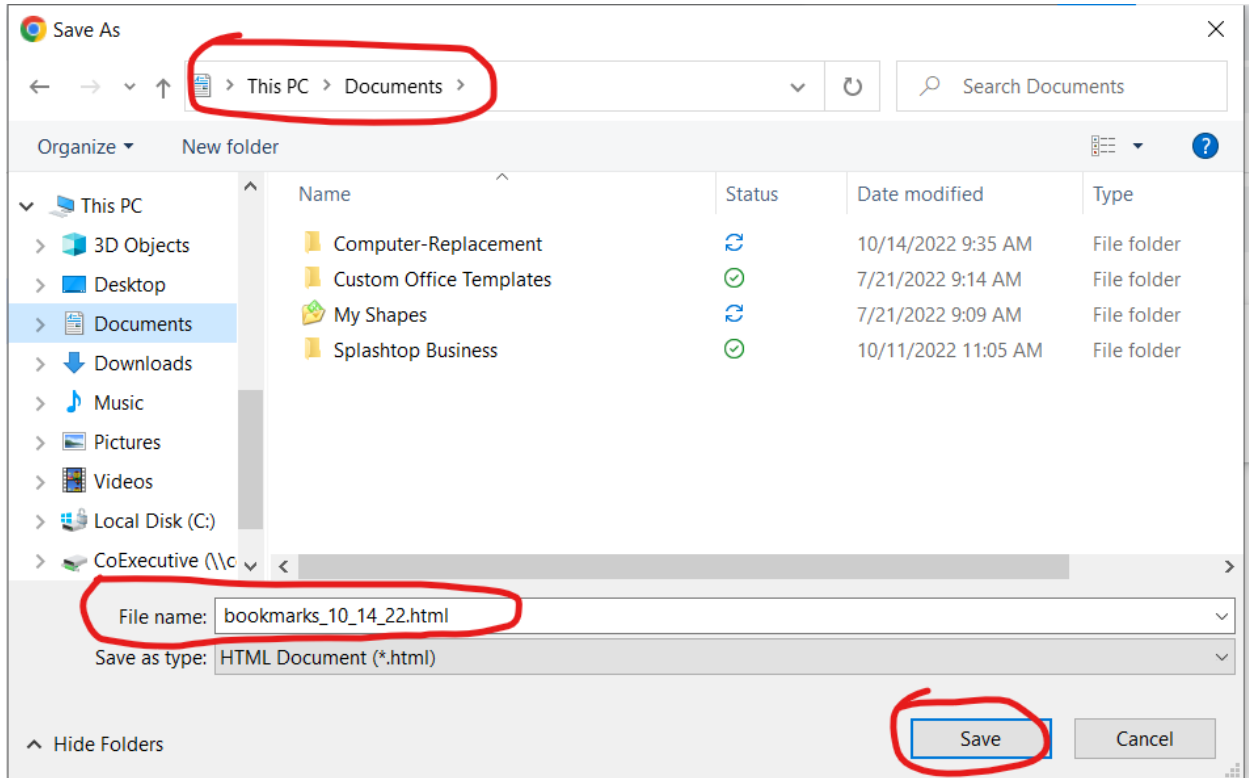 Save As
This PC > Documents >
Search Documents
Organize
New folder
?
Name Status Date modified Type
This PC
3D Objects
Desktop
Documents
Downloads
Music
Pictures
Videos
Local Disk (C:)
CoExecutive (\\c
Computer-Replacement 10/14/2022 9:35 AM File folder
Custom Office Templates 7/21/2022 9:14 AM File folder
My Shapes 7/21/2022 9:09 AM File folder
Splashtop Business 10/11/2022 11:05 AM File folder
File name: bookmarks_10_14_22.html
Save as type: HTML Document (*.html)
Hide Folders
Save
Cancel